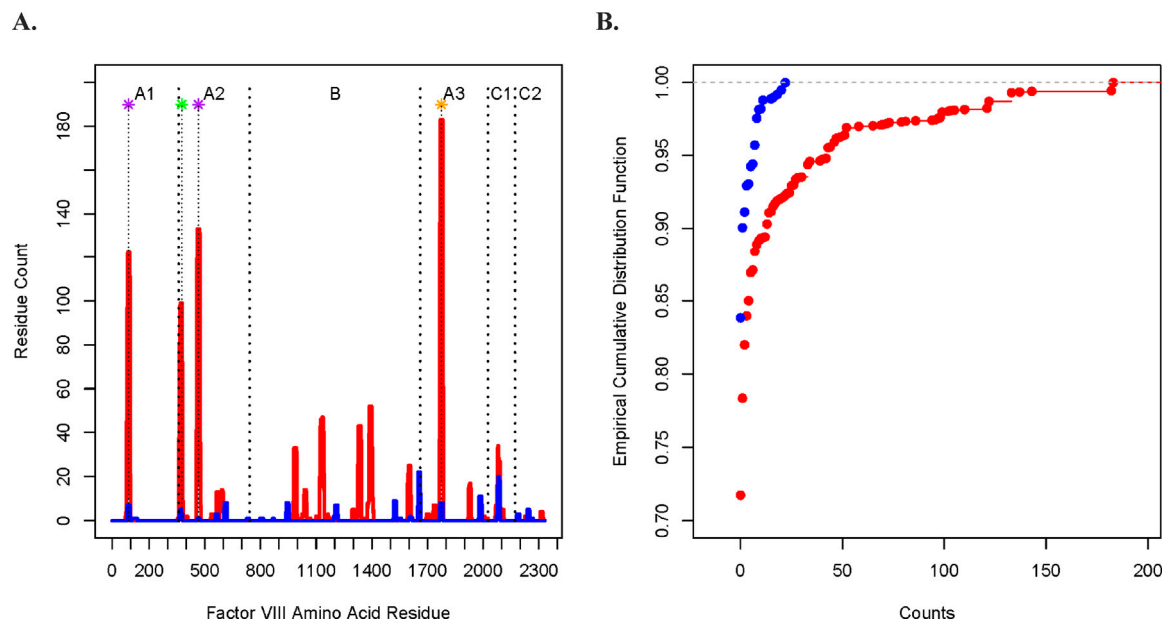 A.
B.
A1 A2 B A3 C1 C2
Residue Count
0 20 40 60 80 100 140 180
0 200 500 800 1100 1400 1700 2000 2300
Factor VIII Amino Acid Residue
Empirical Cumulative Distribution Function
0.70 0.75 0.80 0.85 0.90 0.95 1.00
0 50 100 150 200
Counts